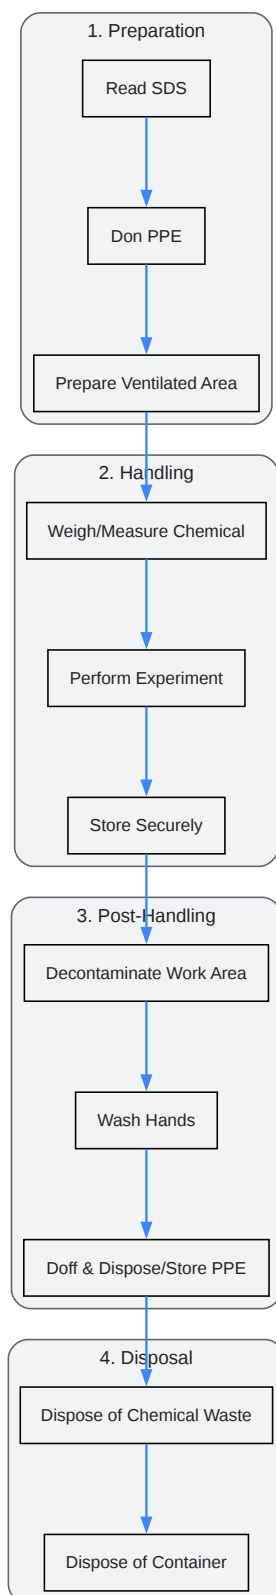 1. Preparation
Read SDS
Don PPE
Prepare Ventilated Area
2. Handling
Weigh/Measure Chemical
Perform Experiment
Store Securely
3. Post-Handling
Decontaminate Work Area
Wash Hands
Doff & Dispose/Store PPE
4. Disposal
Dispose of Chemical Waste
Dispose of Container